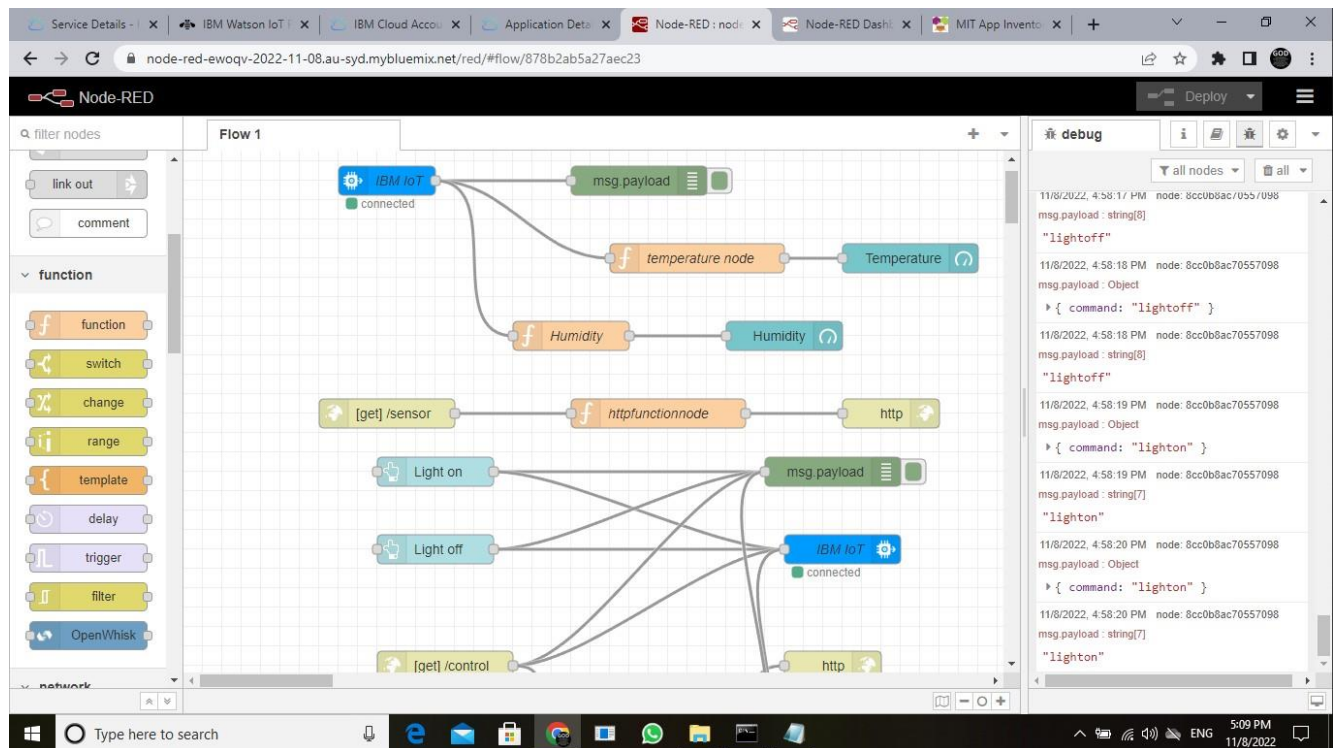 Service Details - I
IBM Watson IoT P
IBM Cloud Accou
Application Deta
Node-RED : node
Node-RED Dashb
MIT App Invento
node-red-ewoqv-2022-11-08.au-syd.mybluemix.net/red/#flow/878b2ab5a27aec23
Node-RED
Deploy
filter nodes
Flow 1
debug
all nodes
all
link out
comment
function
function
switch
change
range
template
delay
trigger
filter
OpenWhisk
network
IBM IoT
connected
msg.payload
temperature node
Temperature
Humidity
Humidity
[get] /sensor
httpfunctionnode
http
Light on
msg.payload
Light off
IBM IoT
connected
[get] /control
http
11/8/2022, 4:58:17 PM node: 8cc0b8ac70557098
msg.payload : string[8]
"lightoff"
11/8/2022, 4:58:18 PM node: 8cc0b8ac70557098
msg.payload : Object
{ command: "lightoff" }
11/8/2022, 4:58:18 PM node: 8cc0b8ac70557098
msg.payload : string[8]
"lightoff"
11/8/2022, 4:58:19 PM node: 8cc0b8ac70557098
msg.payload : Object
{ command: "lighton" }
11/8/2022, 4:58:19 PM node: 8cc0b8ac70557098
msg.payload : string[7]
"lighton"
11/8/2022, 4:58:20 PM node: 8cc0b8ac70557098
msg.payload : Object
{ command: "lighton" }
11/8/2022, 4:58:20 PM node: 8cc0b8ac70557098
msg.payload : string[7]
"lighton"
Type here to search
ENG
5:09 PM
11/8/2022